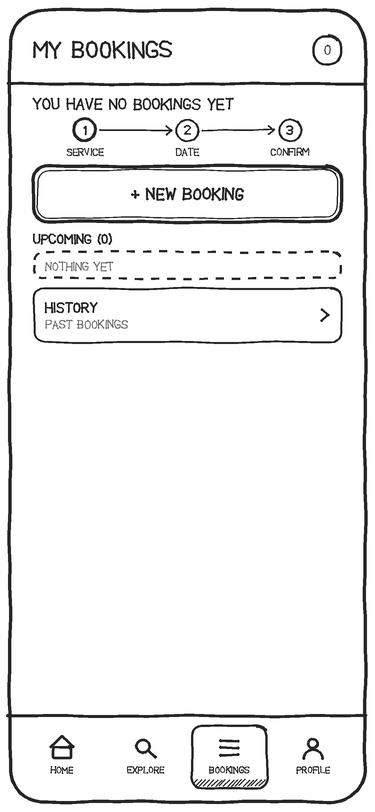 MY BOOKINGS
0
YOU HAVE NO BOOKINGS YET
1 2 3
SERVICE DATE CONFIRM
+ NEW BOOKING
UPCOMING (0)
NOTHING YET
HISTORY
PAST BOOKINGS
HOME EXPLORE BOOKINGS PROFILE